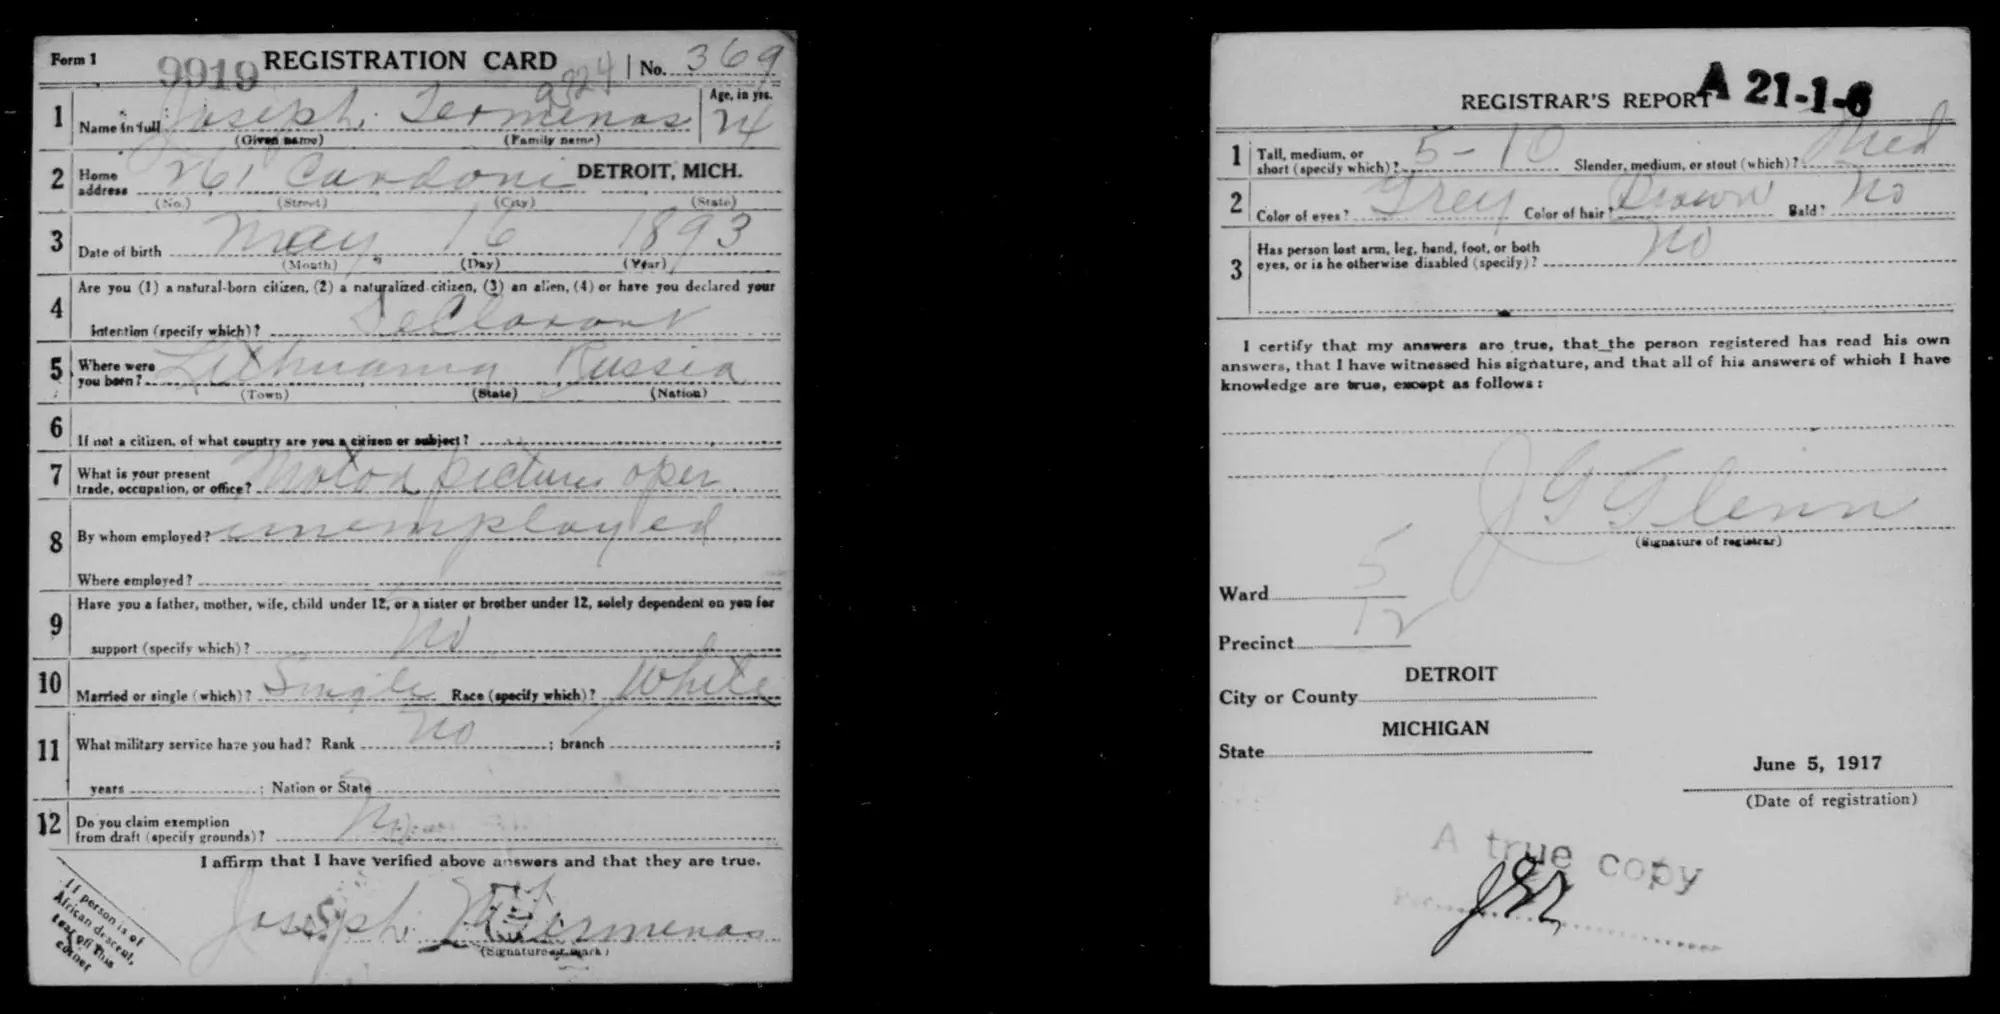 Form 1 9919 REGISTRATION CARD 9824 No. 369
1 Name in full Joseph Termenas Age, in yrs. 24
(Given name) (Family name)
2 Home address 261 Cardoni DETROIT, MICH.
(No.) (Street) (City) (State)
3 Date of birth May 16 1893
(Month) (Day) (Year)
4 Are you (1) a natural-born citizen, (2) a naturalized citizen, (3) an alien, (4) or have you declared your
intention (specify which)? Declarant
5 Where were you born? Lithuania Russia
(Town) (State) (Nation)
6 If not a citizen, of what country are you a citizen or subject?
7 What is your present
trade, occupation, or office? Motion picture oper
8 By whom employed? unemployed
Where employed?
9 Have you a father, mother, wife, child under 12, or a sister or brother under 12, solely dependent on you for
support (specify which)? No
10 Married or single (which)? Single Race (specify which)? White
11 What military service have you had? Rank No ; branch ;
years ; Nation or State
12 Do you claim exemption
from draft (specify grounds)? No
I affirm that I have verified above answers and that they are true.
Joseph Termenas
(Signature or mark)
If person is of
African descent,
tear off this
corner
REGISTRAR'S REPORT A 21-1-6
1 Tall, medium, or
short (specify which)? 5-10 Slender, medium, or stout (which)? Med
2 Color of eyes? Grey Color of hair? Brown Bald? No
3 Has person lost arm, leg, hand, foot, or both
eyes, or is he otherwise disabled (specify)? No
I certify that my answers are true, that the person registered has read his own
answers, that I have witnessed his signature, and that all of his answers of which I have
knowledge are true, except as follows:
J G Glenn
(Signature of registrar)
Ward 5
Precinct 12
DETROIT
City or County
MICHIGAN
State
June 5, 1917
(Date of registration)
A true copy